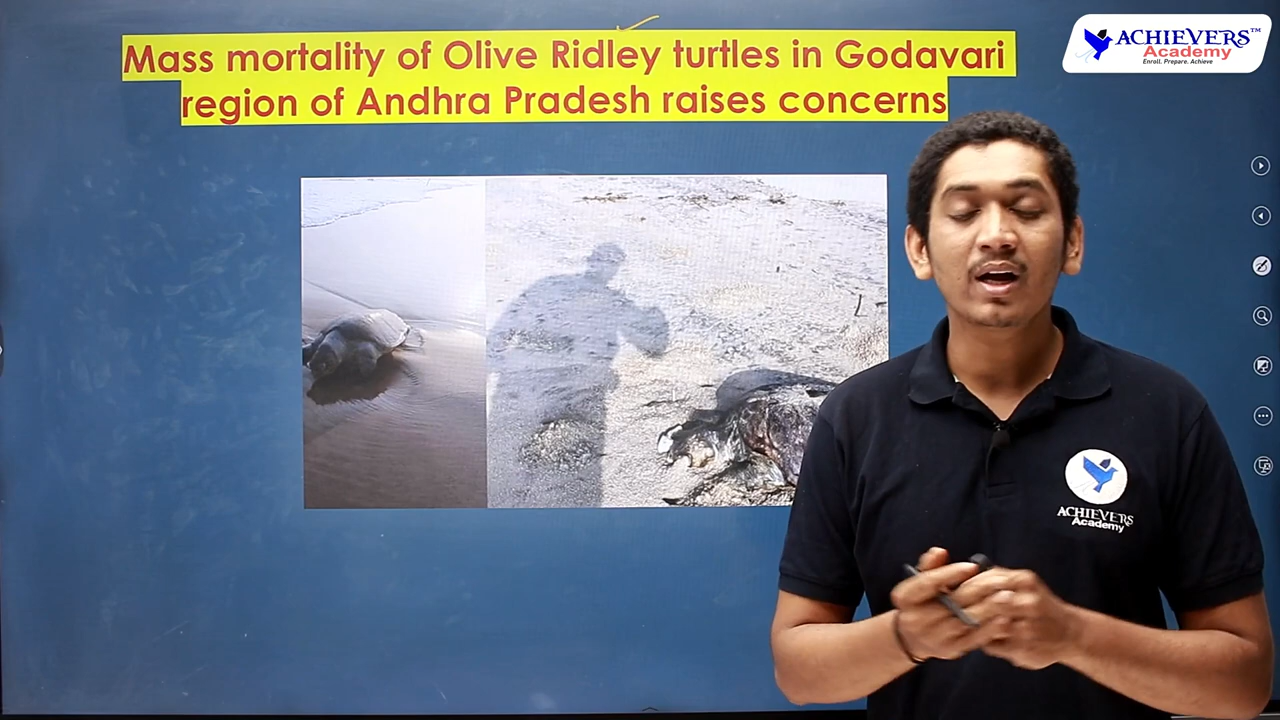 Mass mortality of Olive Ridley turtles in Godavari
region of Andhra Pradesh raises concerns
ACHIEVERS™
Academy
Enroll. Prepare. Achieve
ACHIEVERS
Academy